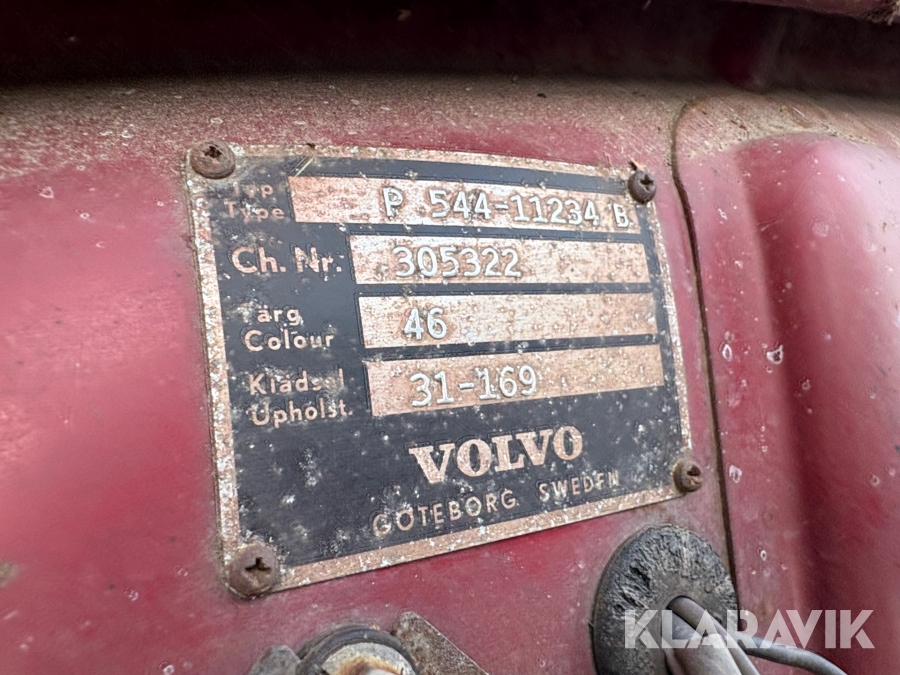 Typ
Type P 544-11234 B
Ch. Nr. 305322
Färg
Colour 46
Klädsel
Upholst. 31-169
VOLVO
GÖTEBORG SWEDEN
KLARAVIK